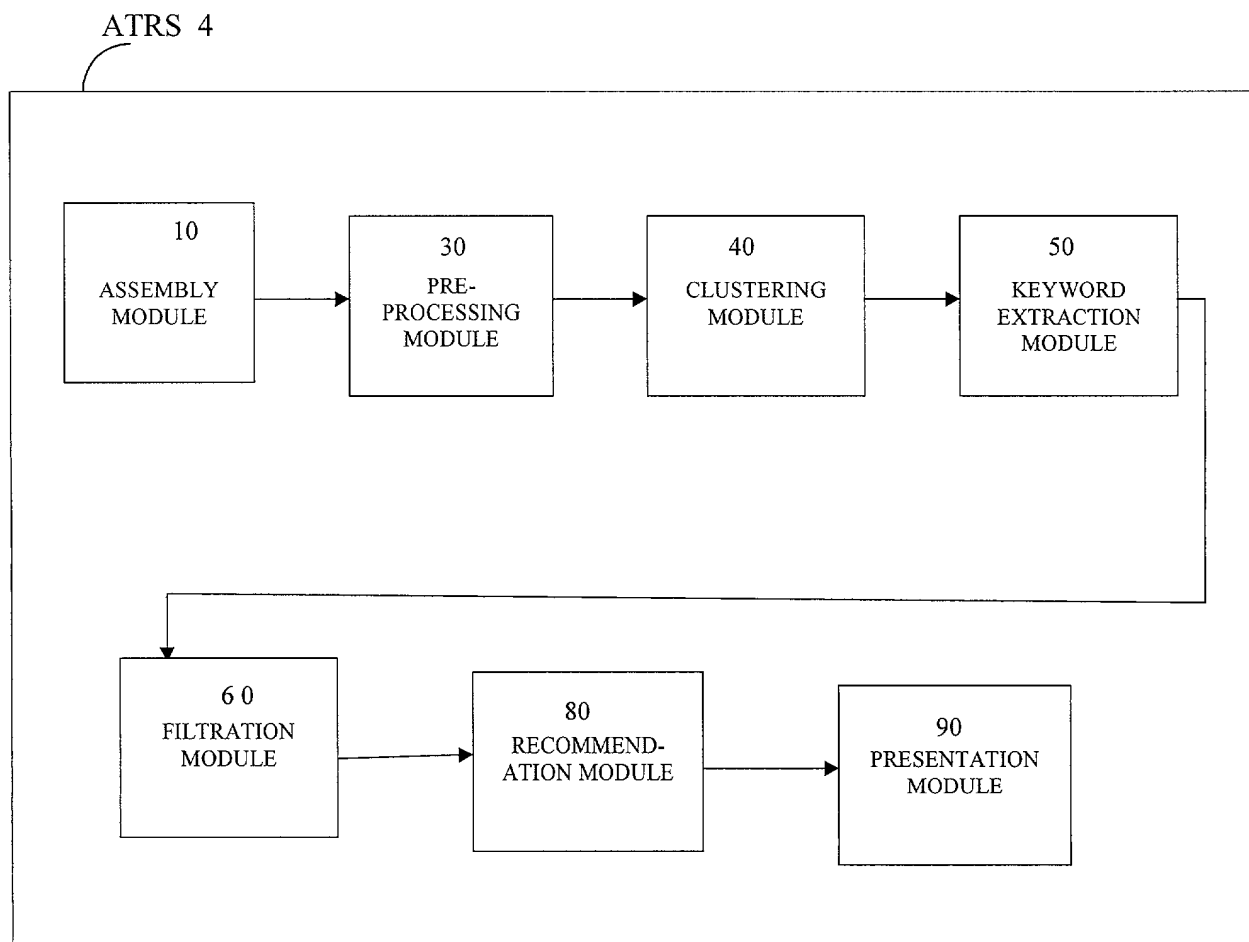 ATRS 4
10
ASSEMBLY
MODULE
30
PRE-
PROCESSING
MODULE
40
CLUSTERING
MODULE
50
KEYWORD
EXTRACTION
MODULE
6 0
FILTRATION
MODULE
80
RECOMMEND-
ATION MODULE
90
PRESENTATION
MODULE